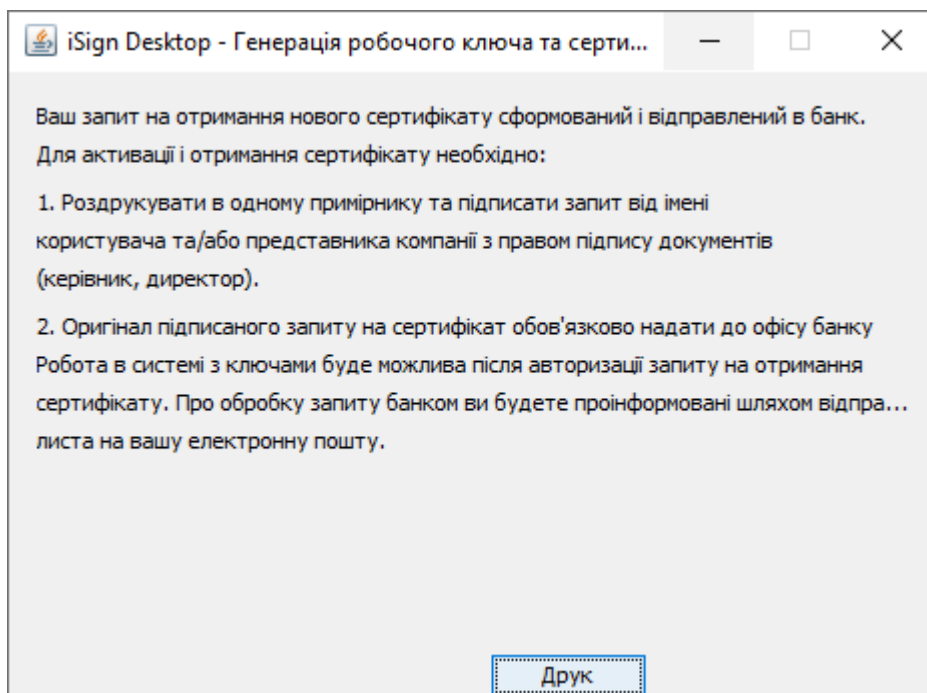 iSign Desktop - Генерація робочого ключа та серти...
Ваш запит на отримання нового сертифікату сформований і відправлений в банк.
Для активації і отримання сертифікату необхідно:
1. Роздрукувати в одному примірнику та підписати запит від імені
користувача та/або представника компанії з правом підпису документів
(керівник, директор).
2. Оригінал підписаного запиту на сертифікат обов'язково надати до офісу банку
Робота в системі з ключами буде можлива після авторизації запиту на отримання
сертифікату. Про обробку запиту банком ви будете проінформовані шляхом відпра...
листа на вашу електронну пошту.
Друк